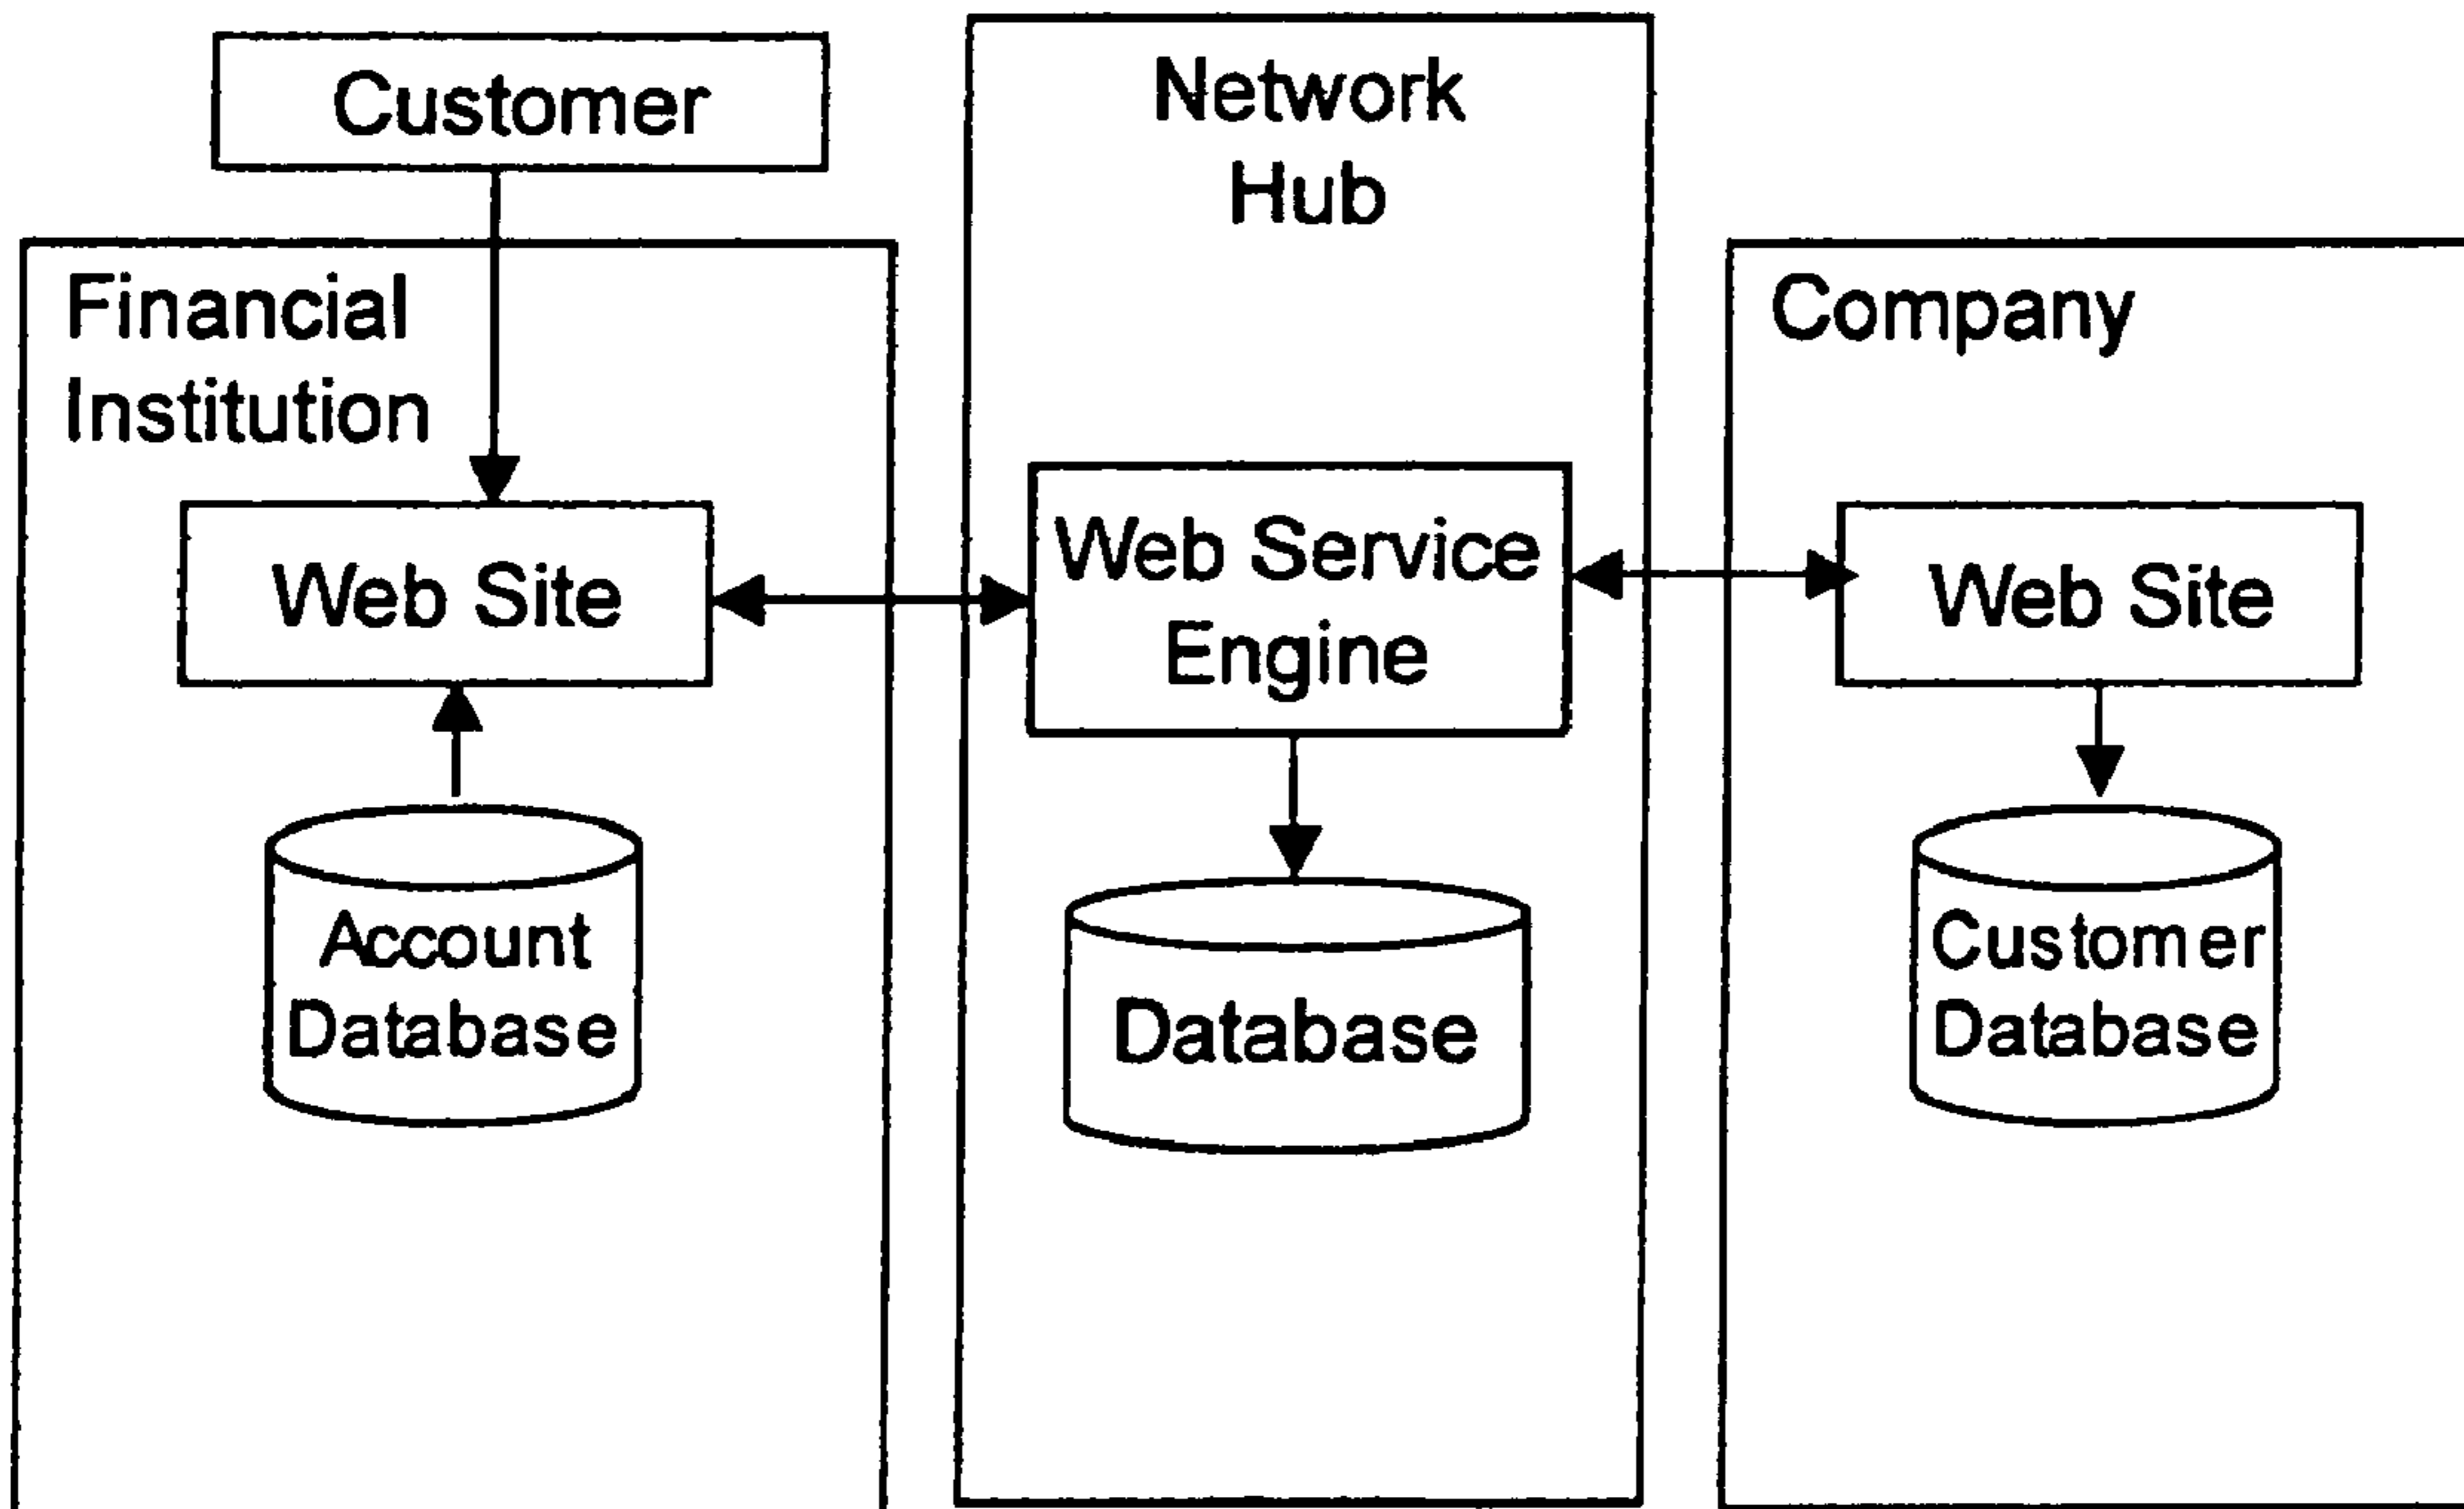 Customer
Network
Hub
Financial
Institution
Company
Web Site
Web Service
Engine
Web Site
Account
Database
Database
Customer
Database